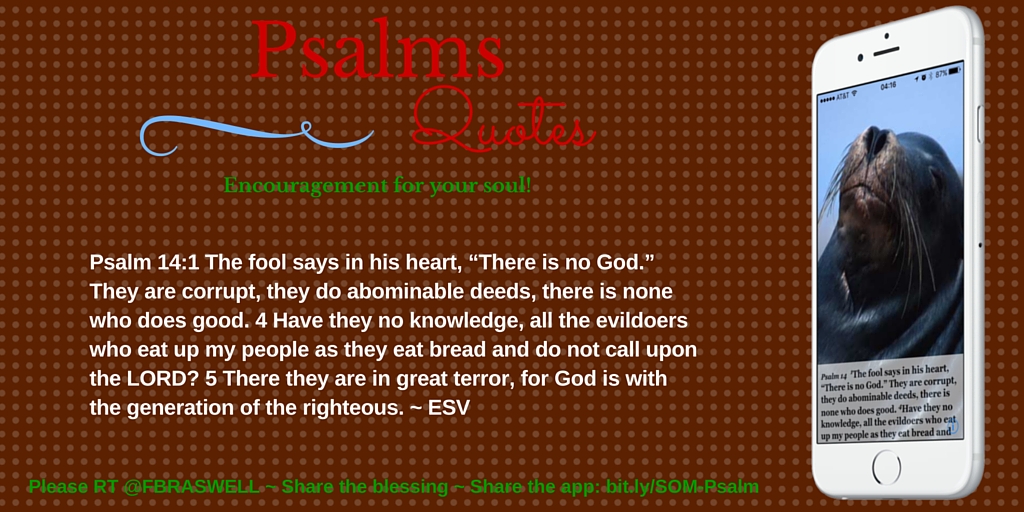 Psalms
Quotes
Encouragement for your soul!
Psalm 14:1 The fool says in his heart, “There is no God.”
They are corrupt, they do abominable deeds, there is none
who does good. 4 Have they no knowledge, all the evildoers
who eat up my people as they eat bread and do not call upon
the LORD? 5 There they are in great terror, for God is with
the generation of the righteous. ~ ESV
Please RT @FBRASWELL ~ Share the blessing ~ Share the app: bit.ly/SOM-Psalm
AT&T 04:16 87%
Psalm 14 ¹The fool says in his heart,
“There is no God.” They are corrupt,
they do abominable deeds, there is
none who does good. ⁴Have they no
knowledge, all the evildoers who eat
up my people as they eat bread and